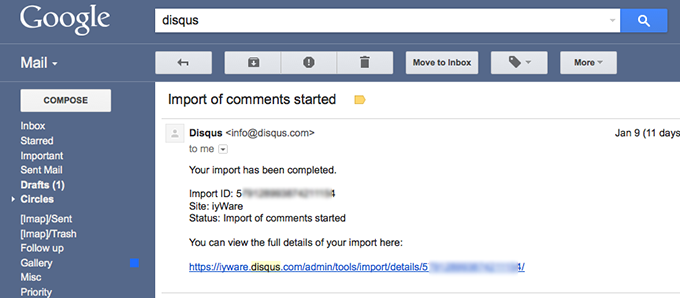 Google
disqus
Mail
Move to Inbox
More
COMPOSE
Import of comments started
Inbox
Starred
Important
Sent Mail
Drafts (1)
Circles
[Imap]/Sent
[Imap]/Trash
Follow up
Gallery
Misc
Priority
Disqus <info@disqus.com>
Jan 9 (11 days
to me
Your import has been completed.
Import ID: 5
Site: iyWare
Status: Import of comments started
You can view the full details of your import here:
https://iyware.disqus.com/admin/tools/import/details/5